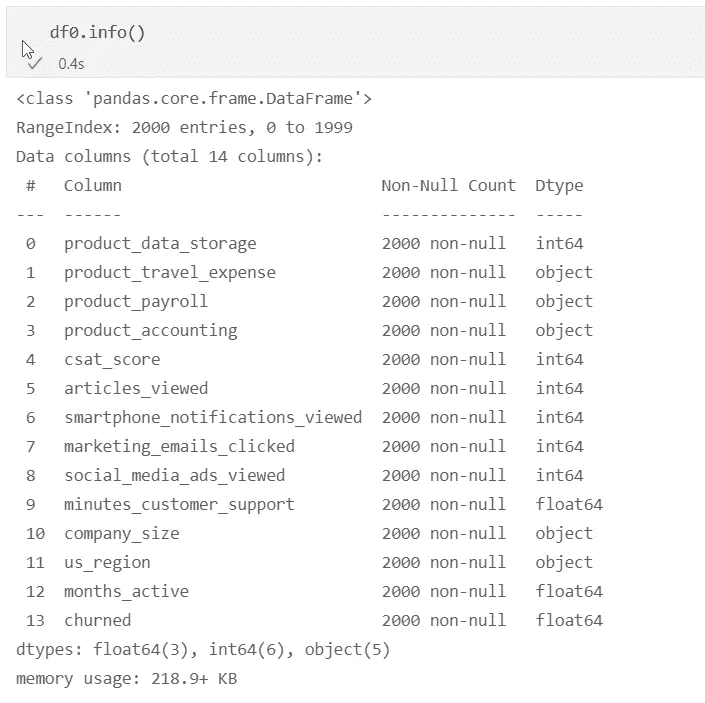 df0.info()
0.4s
<class 'pandas.core.frame.DataFrame'>
RangeIndex: 2000 entries, 0 to 1999
Data columns (total 14 columns):
 #   Column                         Non-Null Count  Dtype
---  ------                         --------------  -----
 0   product_data_storage           2000 non-null   int64
 1   product_travel_expense         2000 non-null   object
 2   product_payroll                2000 non-null   object
 3   product_accounting             2000 non-null   object
 4   csat_score                     2000 non-null   int64
 5   articles_viewed                2000 non-null   int64
 6   smartphone_notifications_viewed  2000 non-null   int64
 7   marketing_emails_clicked       2000 non-null   int64
 8   social_media_ads_viewed        2000 non-null   int64
 9   minutes_customer_support       2000 non-null   float64
 10  company_size                   2000 non-null   object
 11  us_region                      2000 non-null   object
 12  months_active                  2000 non-null   float64
 13  churned                        2000 non-null   float64
dtypes: float64(3), int64(6), object(5)
memory usage: 218.9+ KB